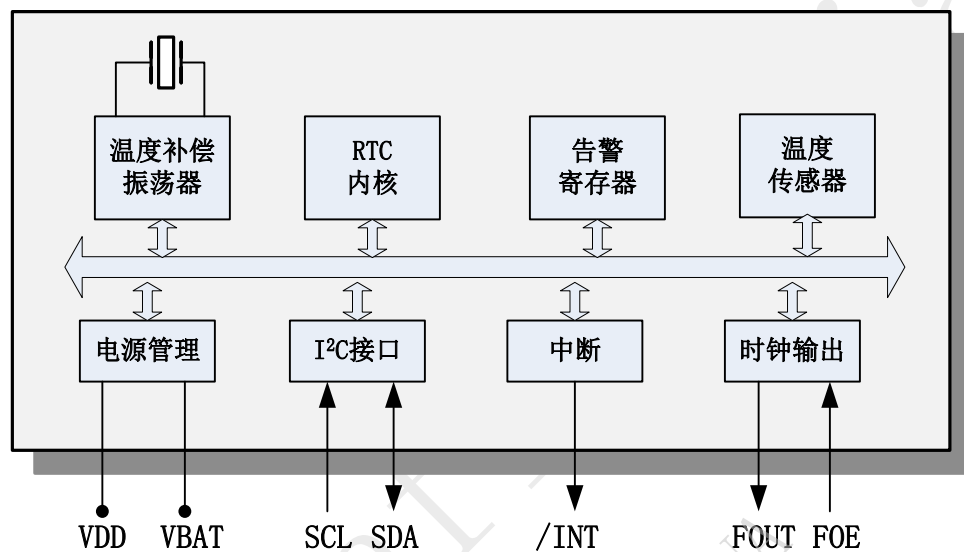 温度补偿
振荡器
RTC
内核
告警
寄存器
温度
传感器
电源管理
I²C接口
中断
时钟输出
VDD VBAT SCL SDA /INT FOUT FOE